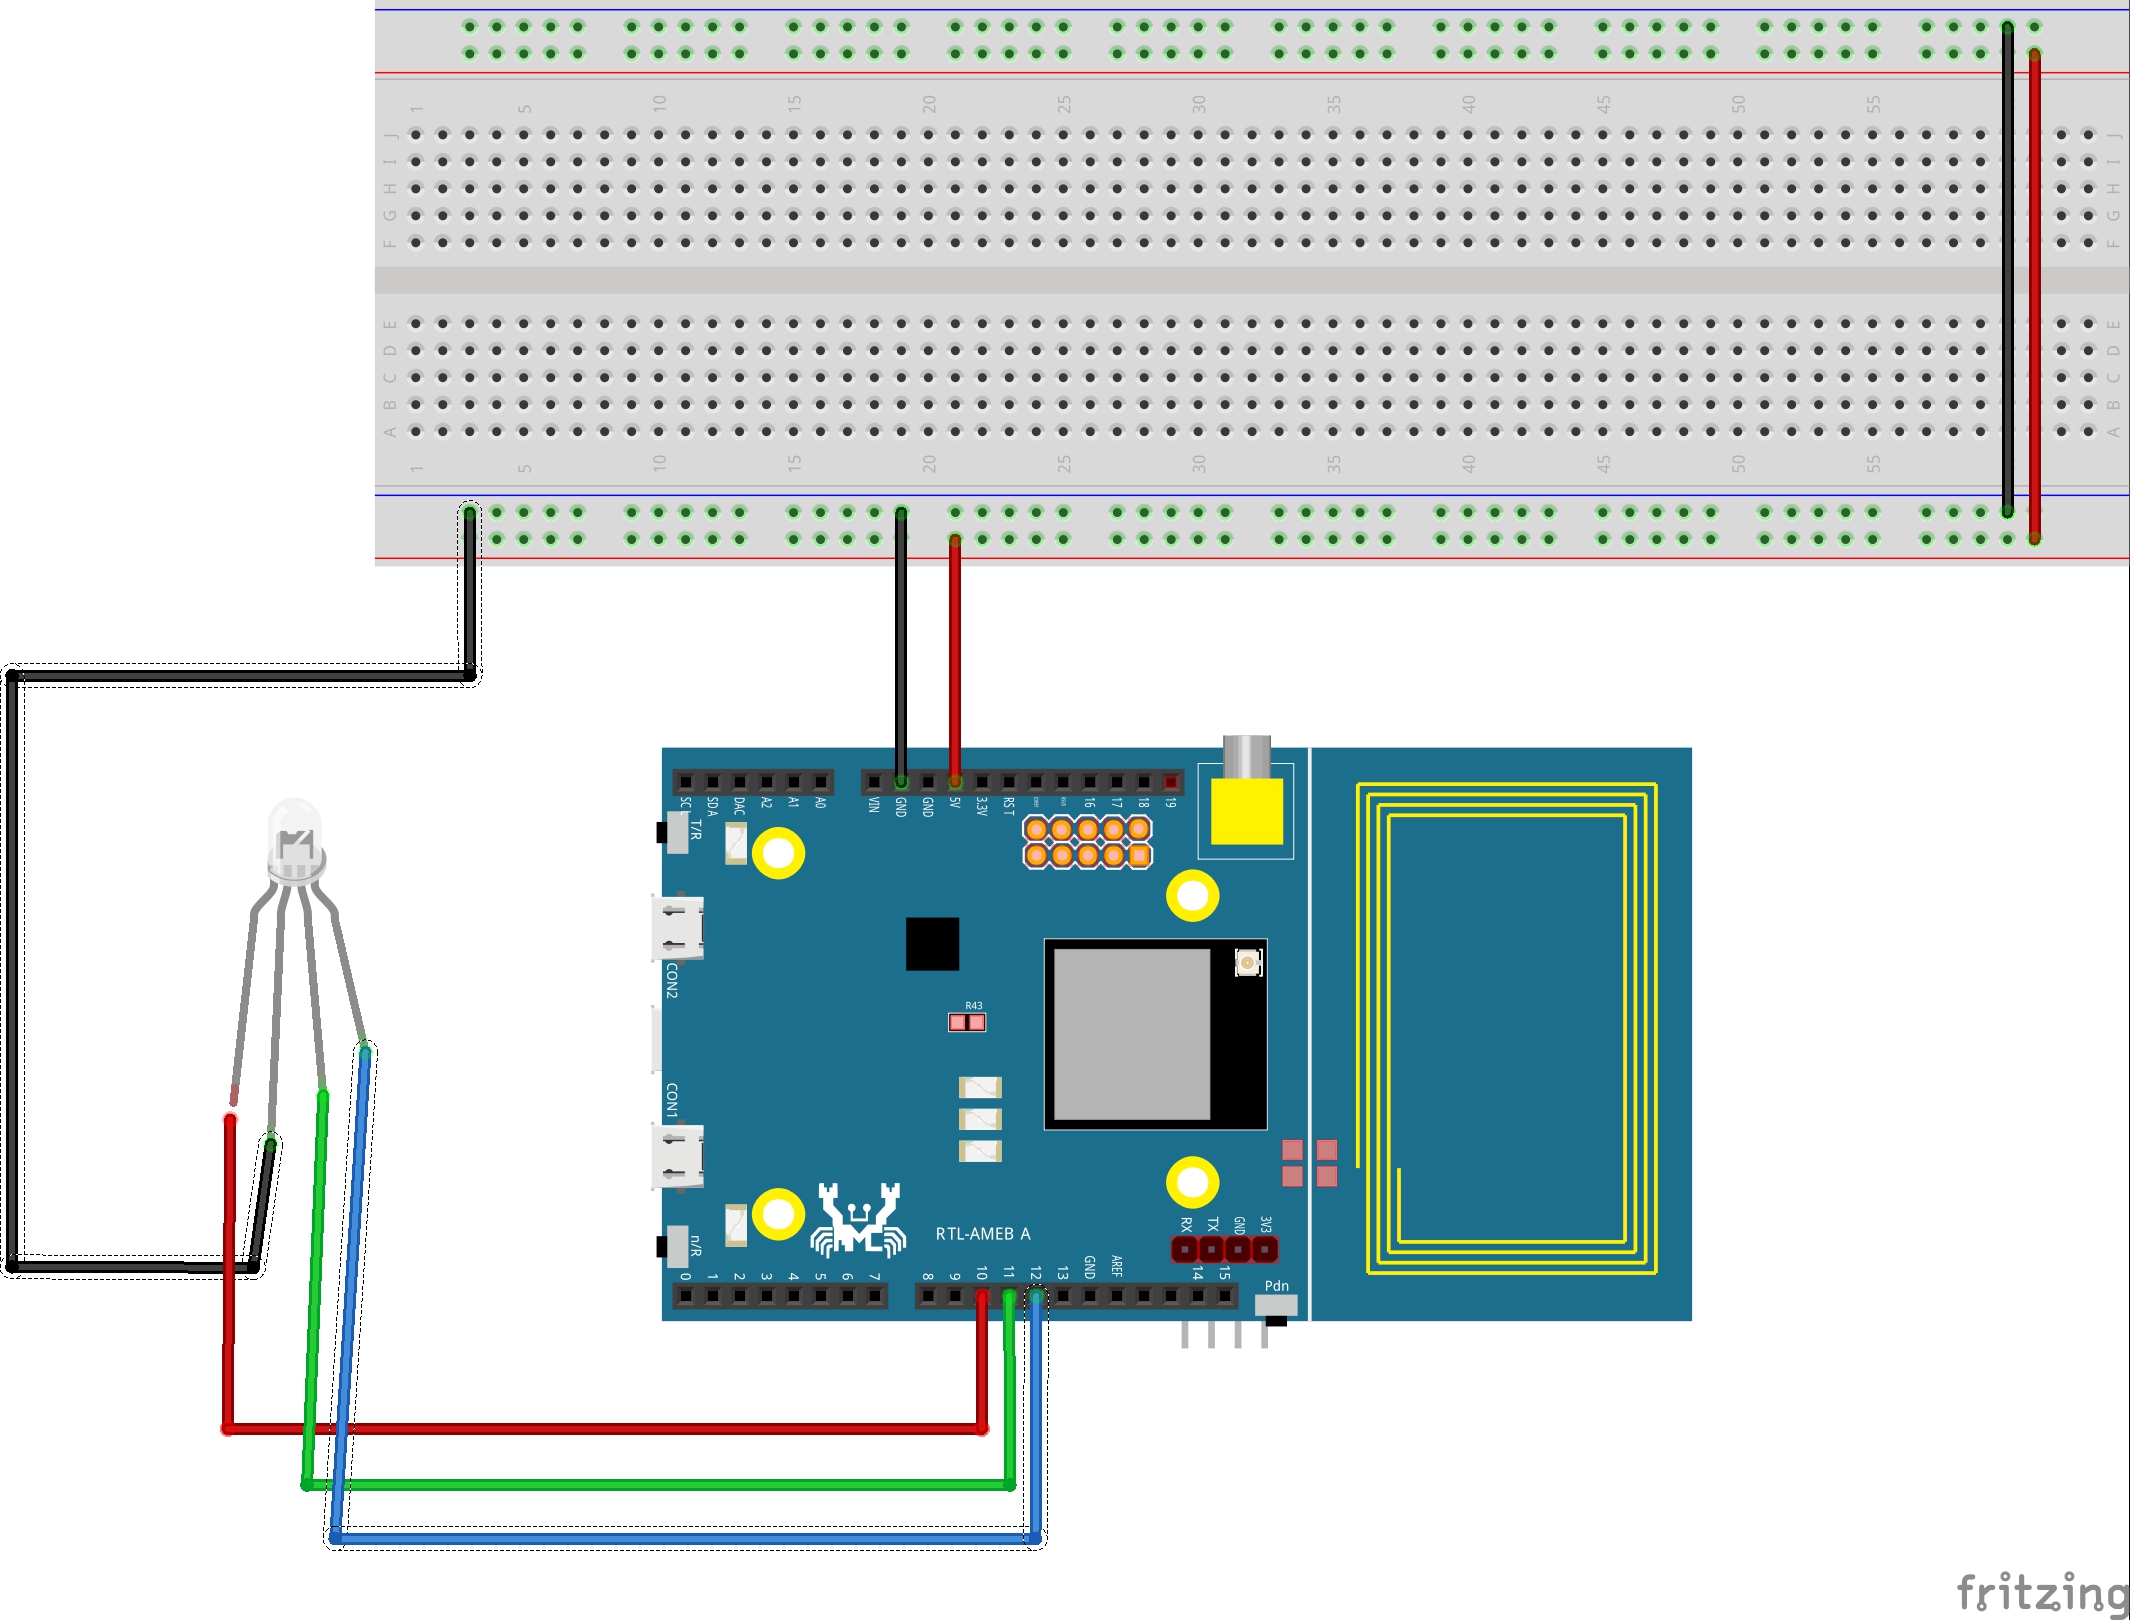 1 5 10 15 20 25 30 35 40 45 50 55
J J
I I
H H
G G
F F
E E
D D
C C
B B
A A
1 5 10 15 20 25 30 35 40 45 50 55
SCL SDA DAC A2 A1 A0 VIN GND GND 5V 3.3V RST 16 17 18 19
T/R
CON2
R43
CON1
n/R
RTL-AMEBA
RX TX GND 3V3
0 1 2 3 4 5 6 7 8 9 10 11 12 13 GND AREF 14 15
Pdn
fritzing